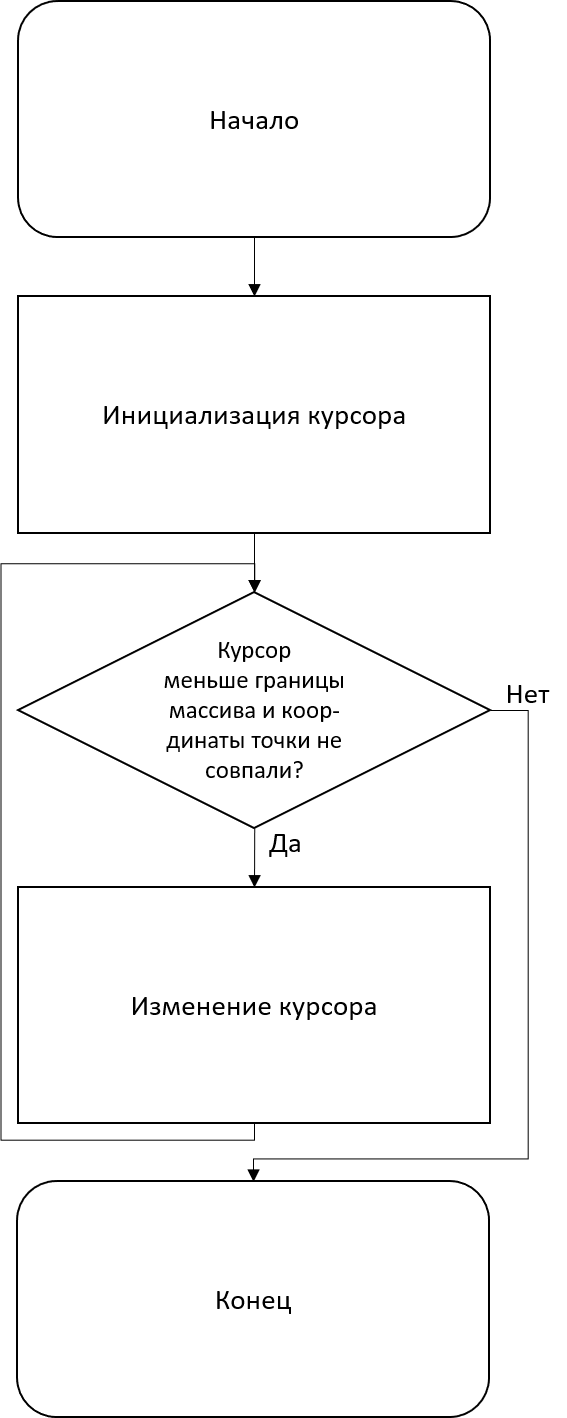 Начало
Инициализация курсора
Курсор
меньше границы
массива и коор-
динаты точки не
совпали?
Нет
Да
Изменение курсора
Конец